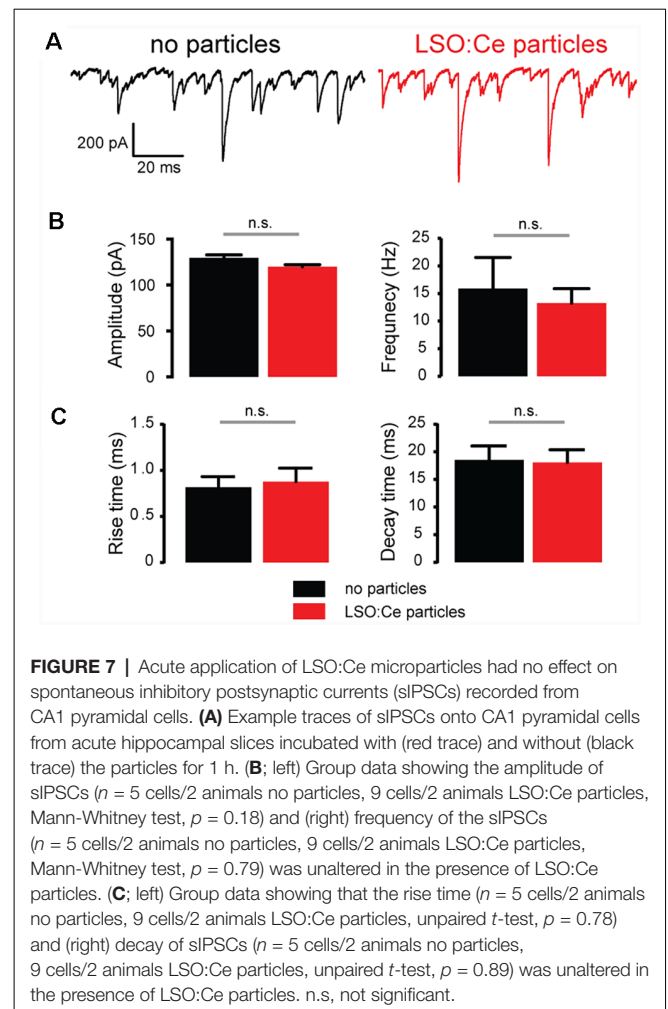 A
no particles
LSO:Ce particles
200 pA
20 ms
B
n.s.
150
100
50
0
Amplitude (pA)
n.s.
25
20
15
10
5
0
Frequnecy (Hz)
C
n.s.
1.5
1.0
0.5
0
Rise time (ms)
n.s.
25
20
15
10
5
0
Decay time (ms)
no particles
LSO:Ce particles
FIGURE 7 | Acute application of LSO:Ce microparticles had no effect on
spontaneous inhibitory postsynaptic currents (sIPSCs) recorded from
CA1 pyramidal cells. (A) Example traces of sIPSCs onto CA1 pyramidal cells
from acute hippocampal slices incubated with (red trace) and without (black
trace) the particles for 1 h. (B; left) Group data showing the amplitude of
sIPSCs (n = 5 cells/2 animals no particles, 9 cells/2 animals LSO:Ce particles,
Mann-Whitney test, p = 0.18) and (right) frequency of the sIPSCs
(n = 5 cells/2 animals no particles, 9 cells/2 animals LSO:Ce particles,
Mann-Whitney test, p = 0.79) was unaltered in the presence of LSO:Ce
particles. (C; left) Group data showing that the rise time (n = 5 cells/2 animals
no particles, 9 cells/2 animals LSO:Ce particles, unpaired t-test, p = 0.78)
and (right) decay of sIPSCs (n = 5 cells/2 animals no particles,
9 cells/2 animals LSO:Ce particles, unpaired t-test, p = 0.89) was unaltered in
the presence of LSO:Ce particles. n.s, not significant.